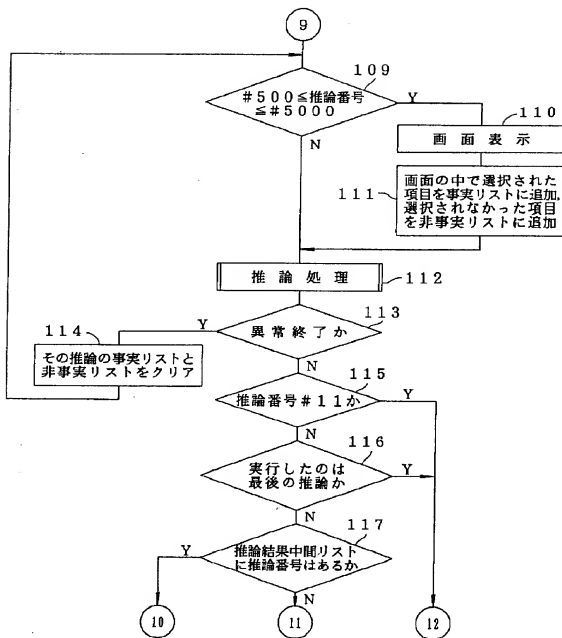 9
109
#500≦推論番号
≦#5000
Y
110
N
画面表示
111
画面の中で選択された
項目を事実リストに追加,
選択されなかった項目
を非事実リストに追加
推論処理
112
113
Y
異常終了か
114
その推論の事実リストと
非事実リストをクリア
N
115
推論番号#11か
Y
N
116
実行したのは
最後の推論か
Y
N
117
Y
推論結果中間リスト
に推論番号はあるか
N
10
11
12